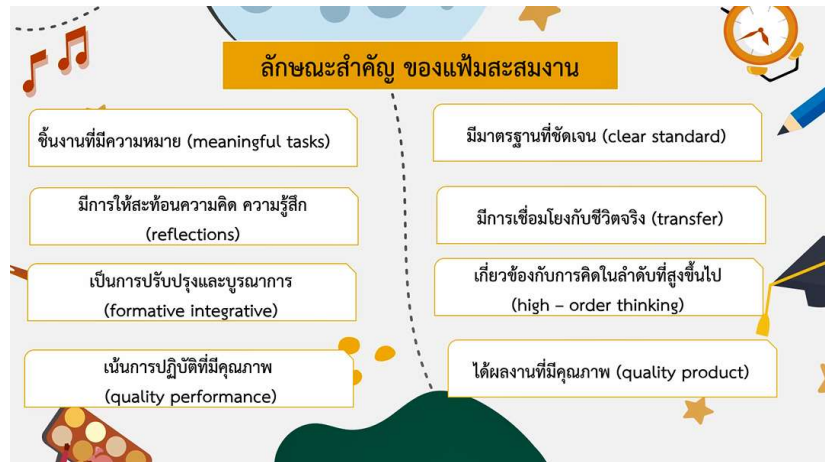 ลักษณะสำคัญ ของแฟ้มสะสมงาน
ชิ้นงานที่มีความหมาย (meaningful tasks)
มีการให้สะท้อนความคิด ความรู้สึก
(reflections)
เป็นการปรับปรุงและบูรณาการ
(formative integrative)
เน้นการปฏิบัติที่มีคุณภาพ
(quality performance)
มีมาตรฐานที่ชัดเจน (clear standard)
มีการเชื่อมโยงกับชีวิตจริง (transfer)
เกี่ยวข้องกับการคิดในลำดับที่สูงขึ้นไป
(high – order thinking)
ได้ผลงานที่มีคุณภาพ (quality product)